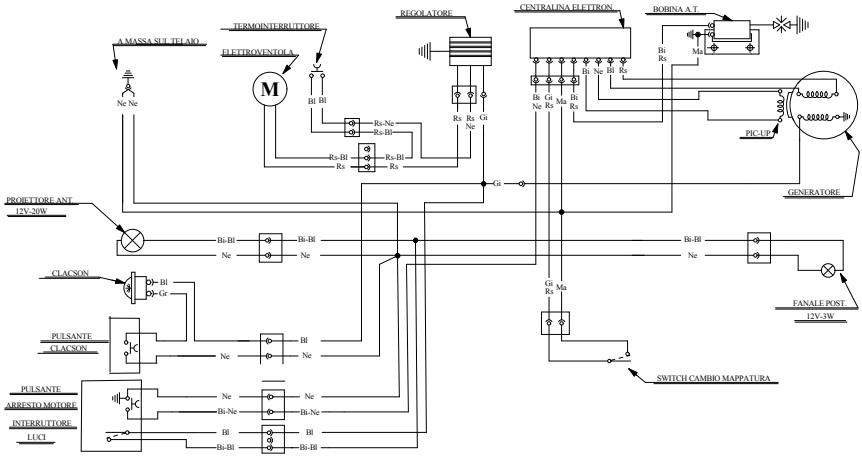 A MASSA SUL TELAIO
TERMOINTERRUTTORE
ELETTROVENTOLA
REGOLATORE
CENTRALINA ELETTRON.
BOBINA A.T.
M
Ne Ne
Bl Bl
Rs-Ne
Rs-Bl
Rs-Bl
Rs
Rs-Bl
Rs
Rs
Rs
Ne
Gi
Bi
Ne
Gi
Rs
Ma
Bi
Rs
Bi
Ne
Bl
Rs
Bi
Rs
Ma
PIC-UP
GENERATORE
Gi
PROIETTORE ANT.
12V-20W
Bi-Bl
Bi-Bl
Bi-Bl
Ne
Ne
Ne
CLACSON
Bl
Gr
Gi
Rs
Ma
FANALE POST.
12V-3W
PULSANTE
CLACSON
Bl
Ne
Ne
SWITCH CAMBIO MAPPATURA
PULSANTE
ARRESTO MOTORE
Ne
Ne
Bi-Ne
Bi-Ne
INTERRUTTORE
LUCI
Bl
Bl
Bi-Bl
Bi-Bl